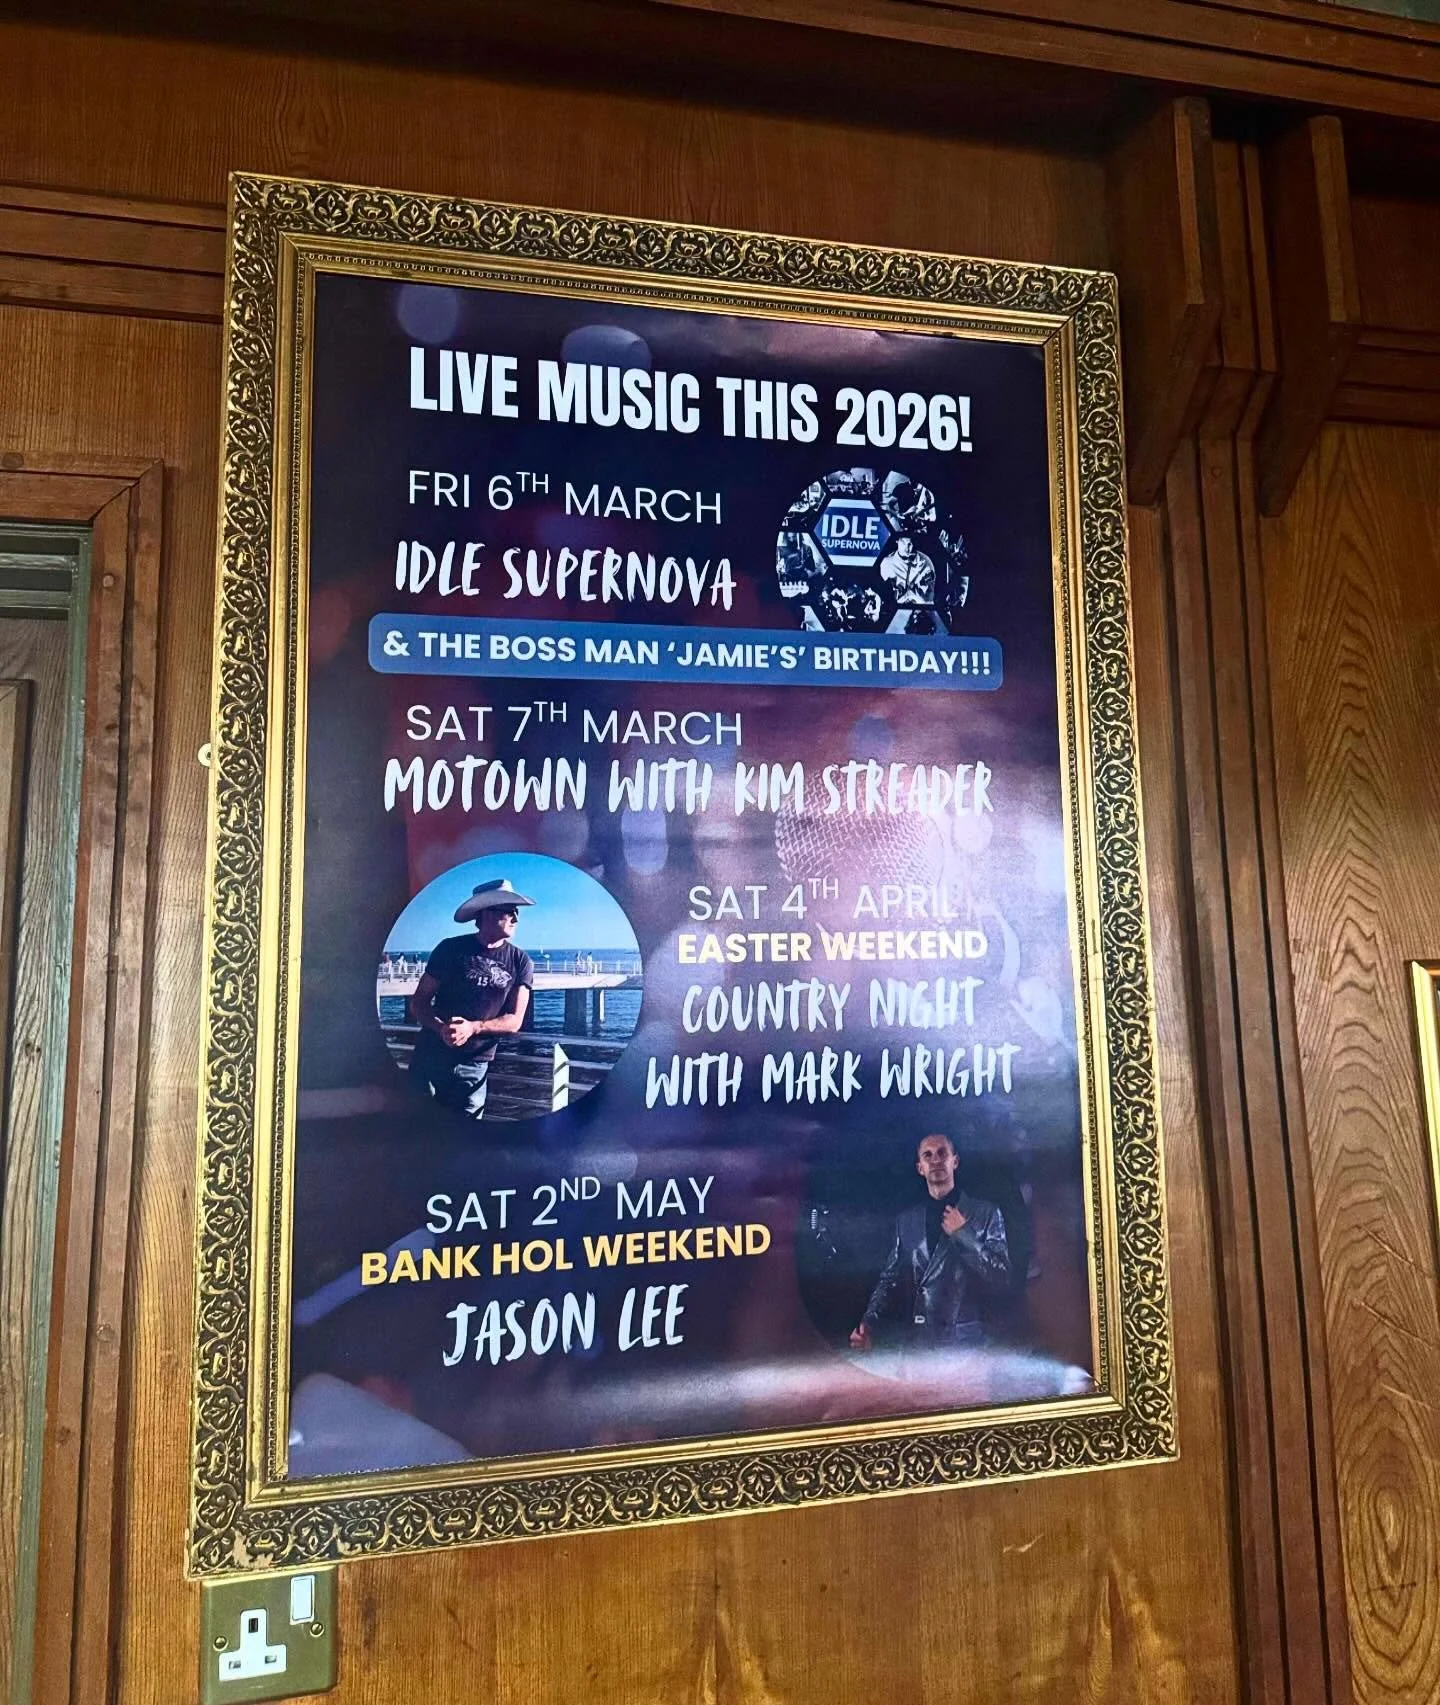 LIVE MUSIC THIS 2026!
FRI 6TH MARCH
IDLE SUPERNOVA
IDLE
SUPERNOVA
& THE BOSS MAN ‘JAMIE’S’ BIRTHDAY!!!
SAT 7TH MARCH
MOTOWN WITH KIM STREADER
SAT 4TH APRIL
EASTER WEEKEND
COUNTRY NIGHT
WITH MARK WRIGHT
SAT 2ND MAY
BANK HOL WEEKEND
JASON LEE